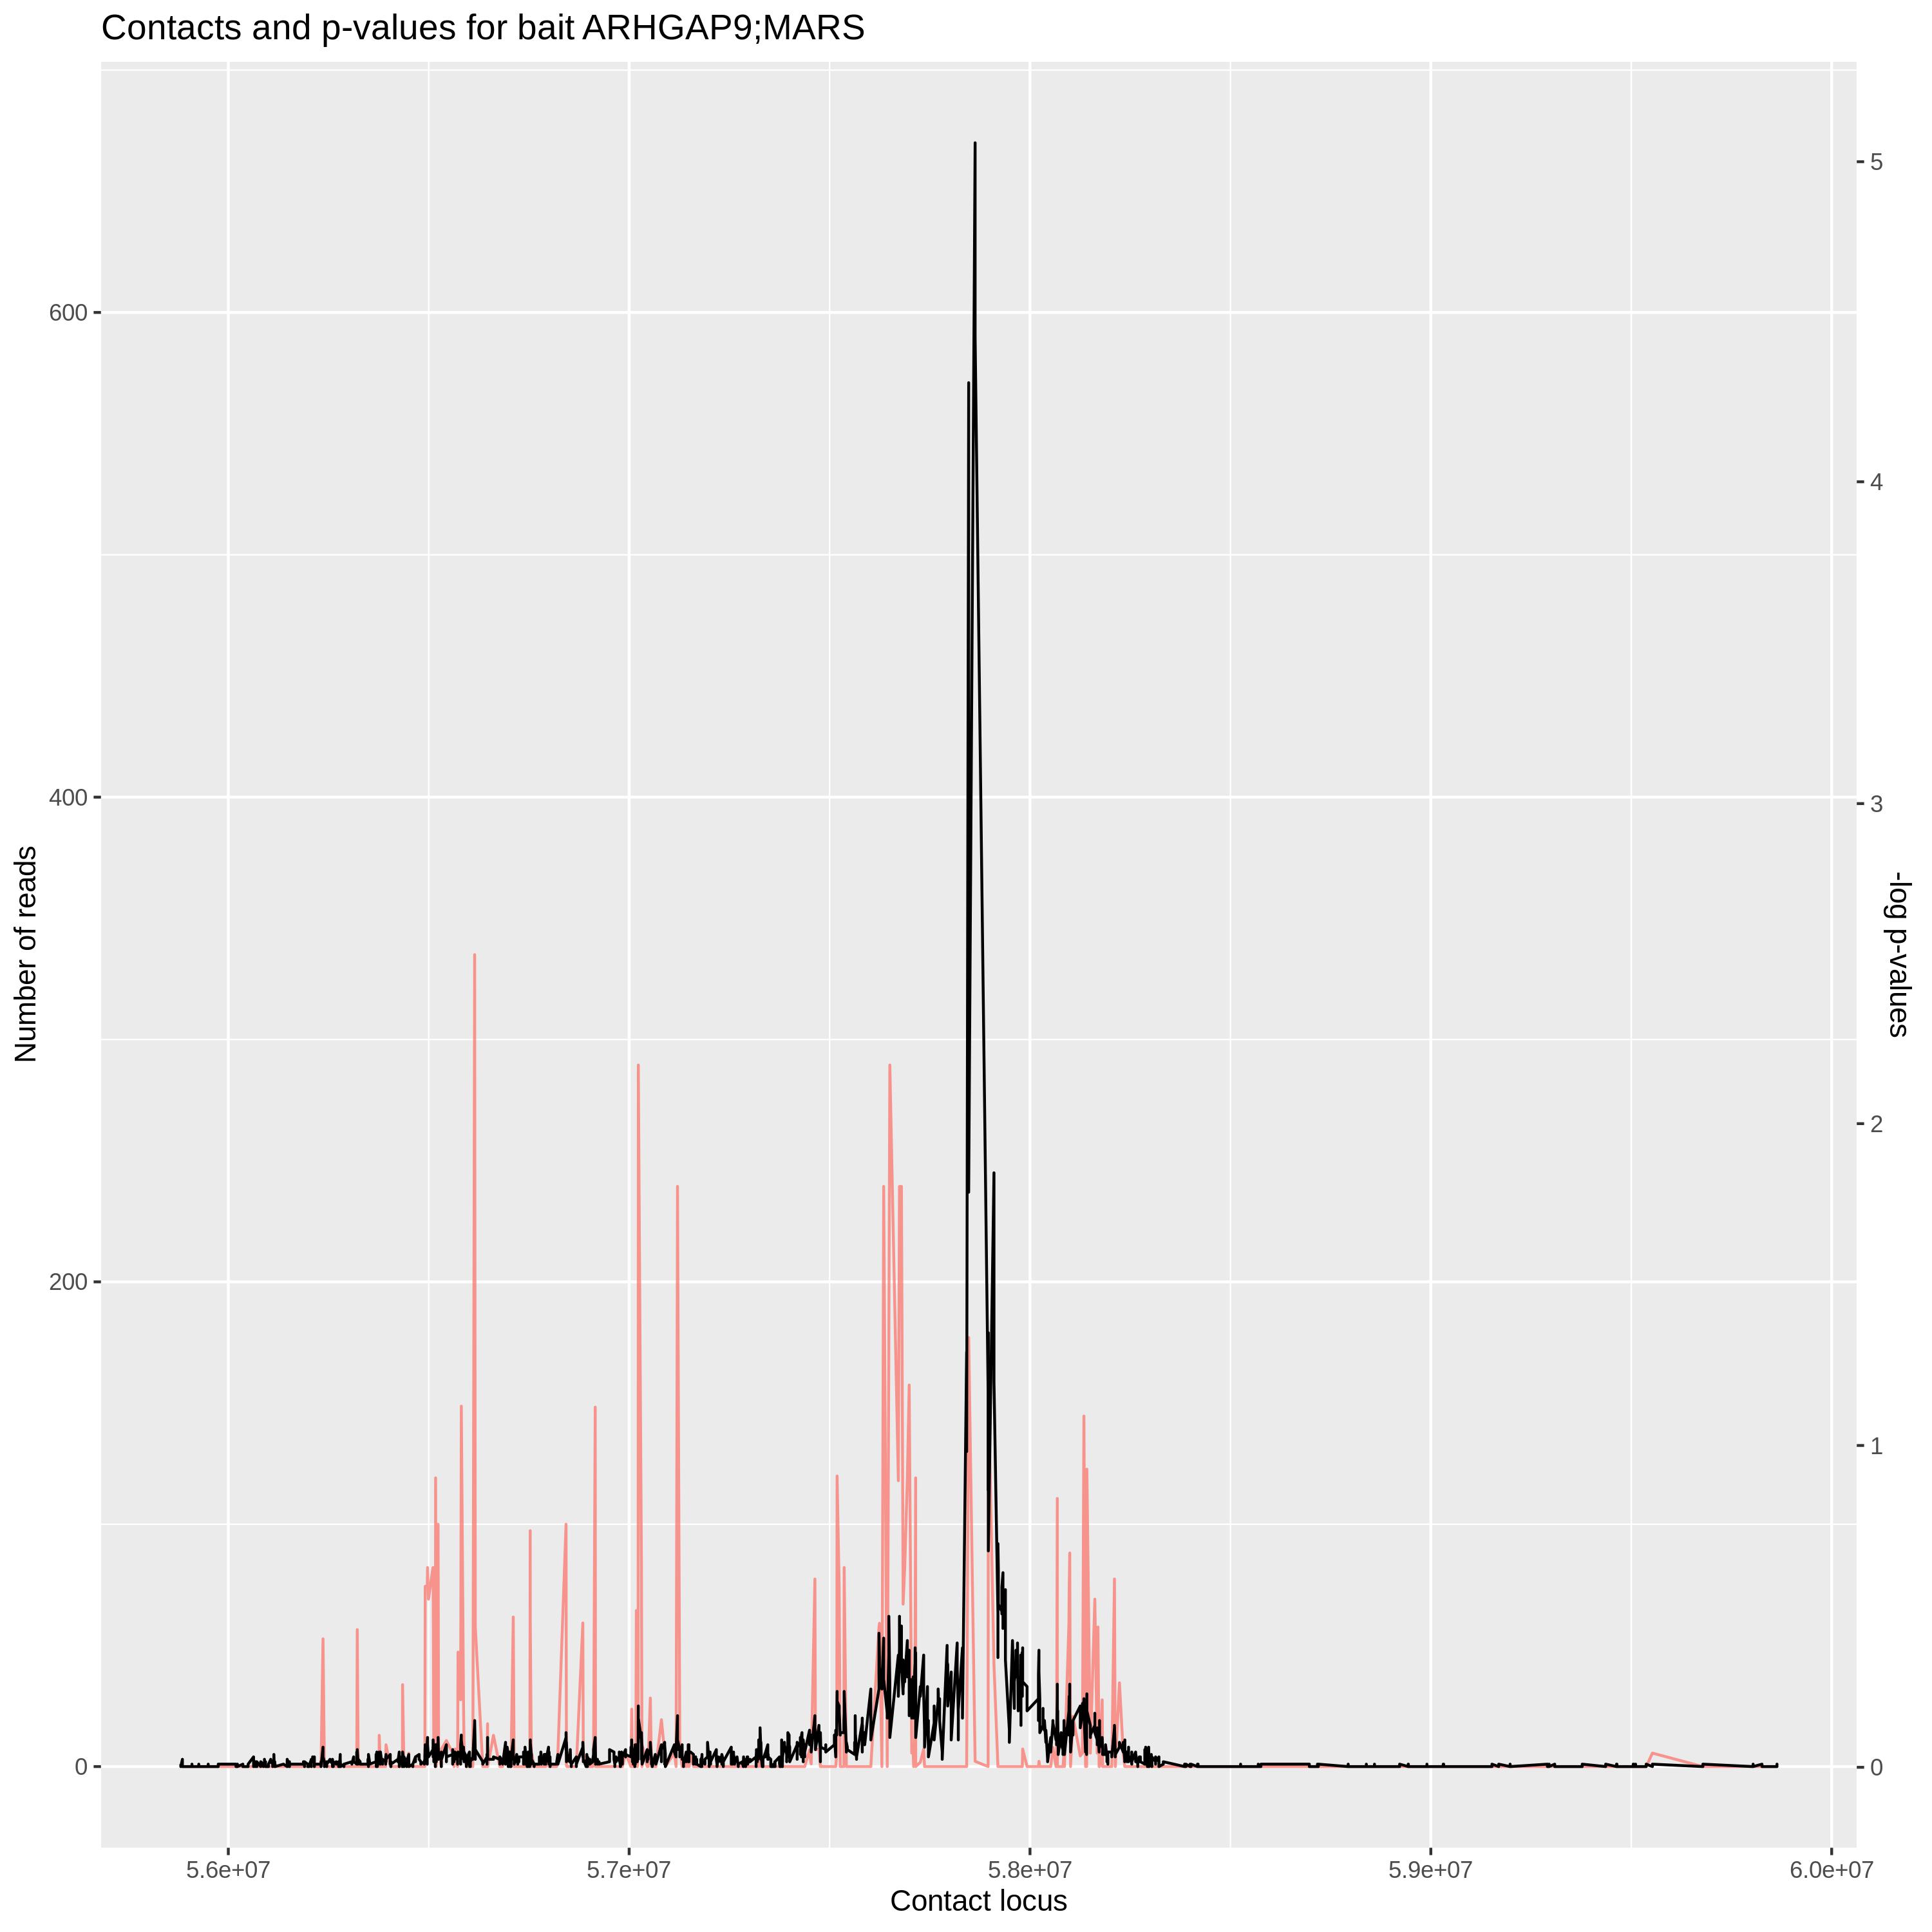 Contacts and p-values for bait ARHGAP9;MARS
Number of reads
600
400
200
0
5
4
3
2
1
0
-log p-values
5.6e+07
5.7e+07
5.8e+07
5.9e+07
6.0e+07
Contact locus